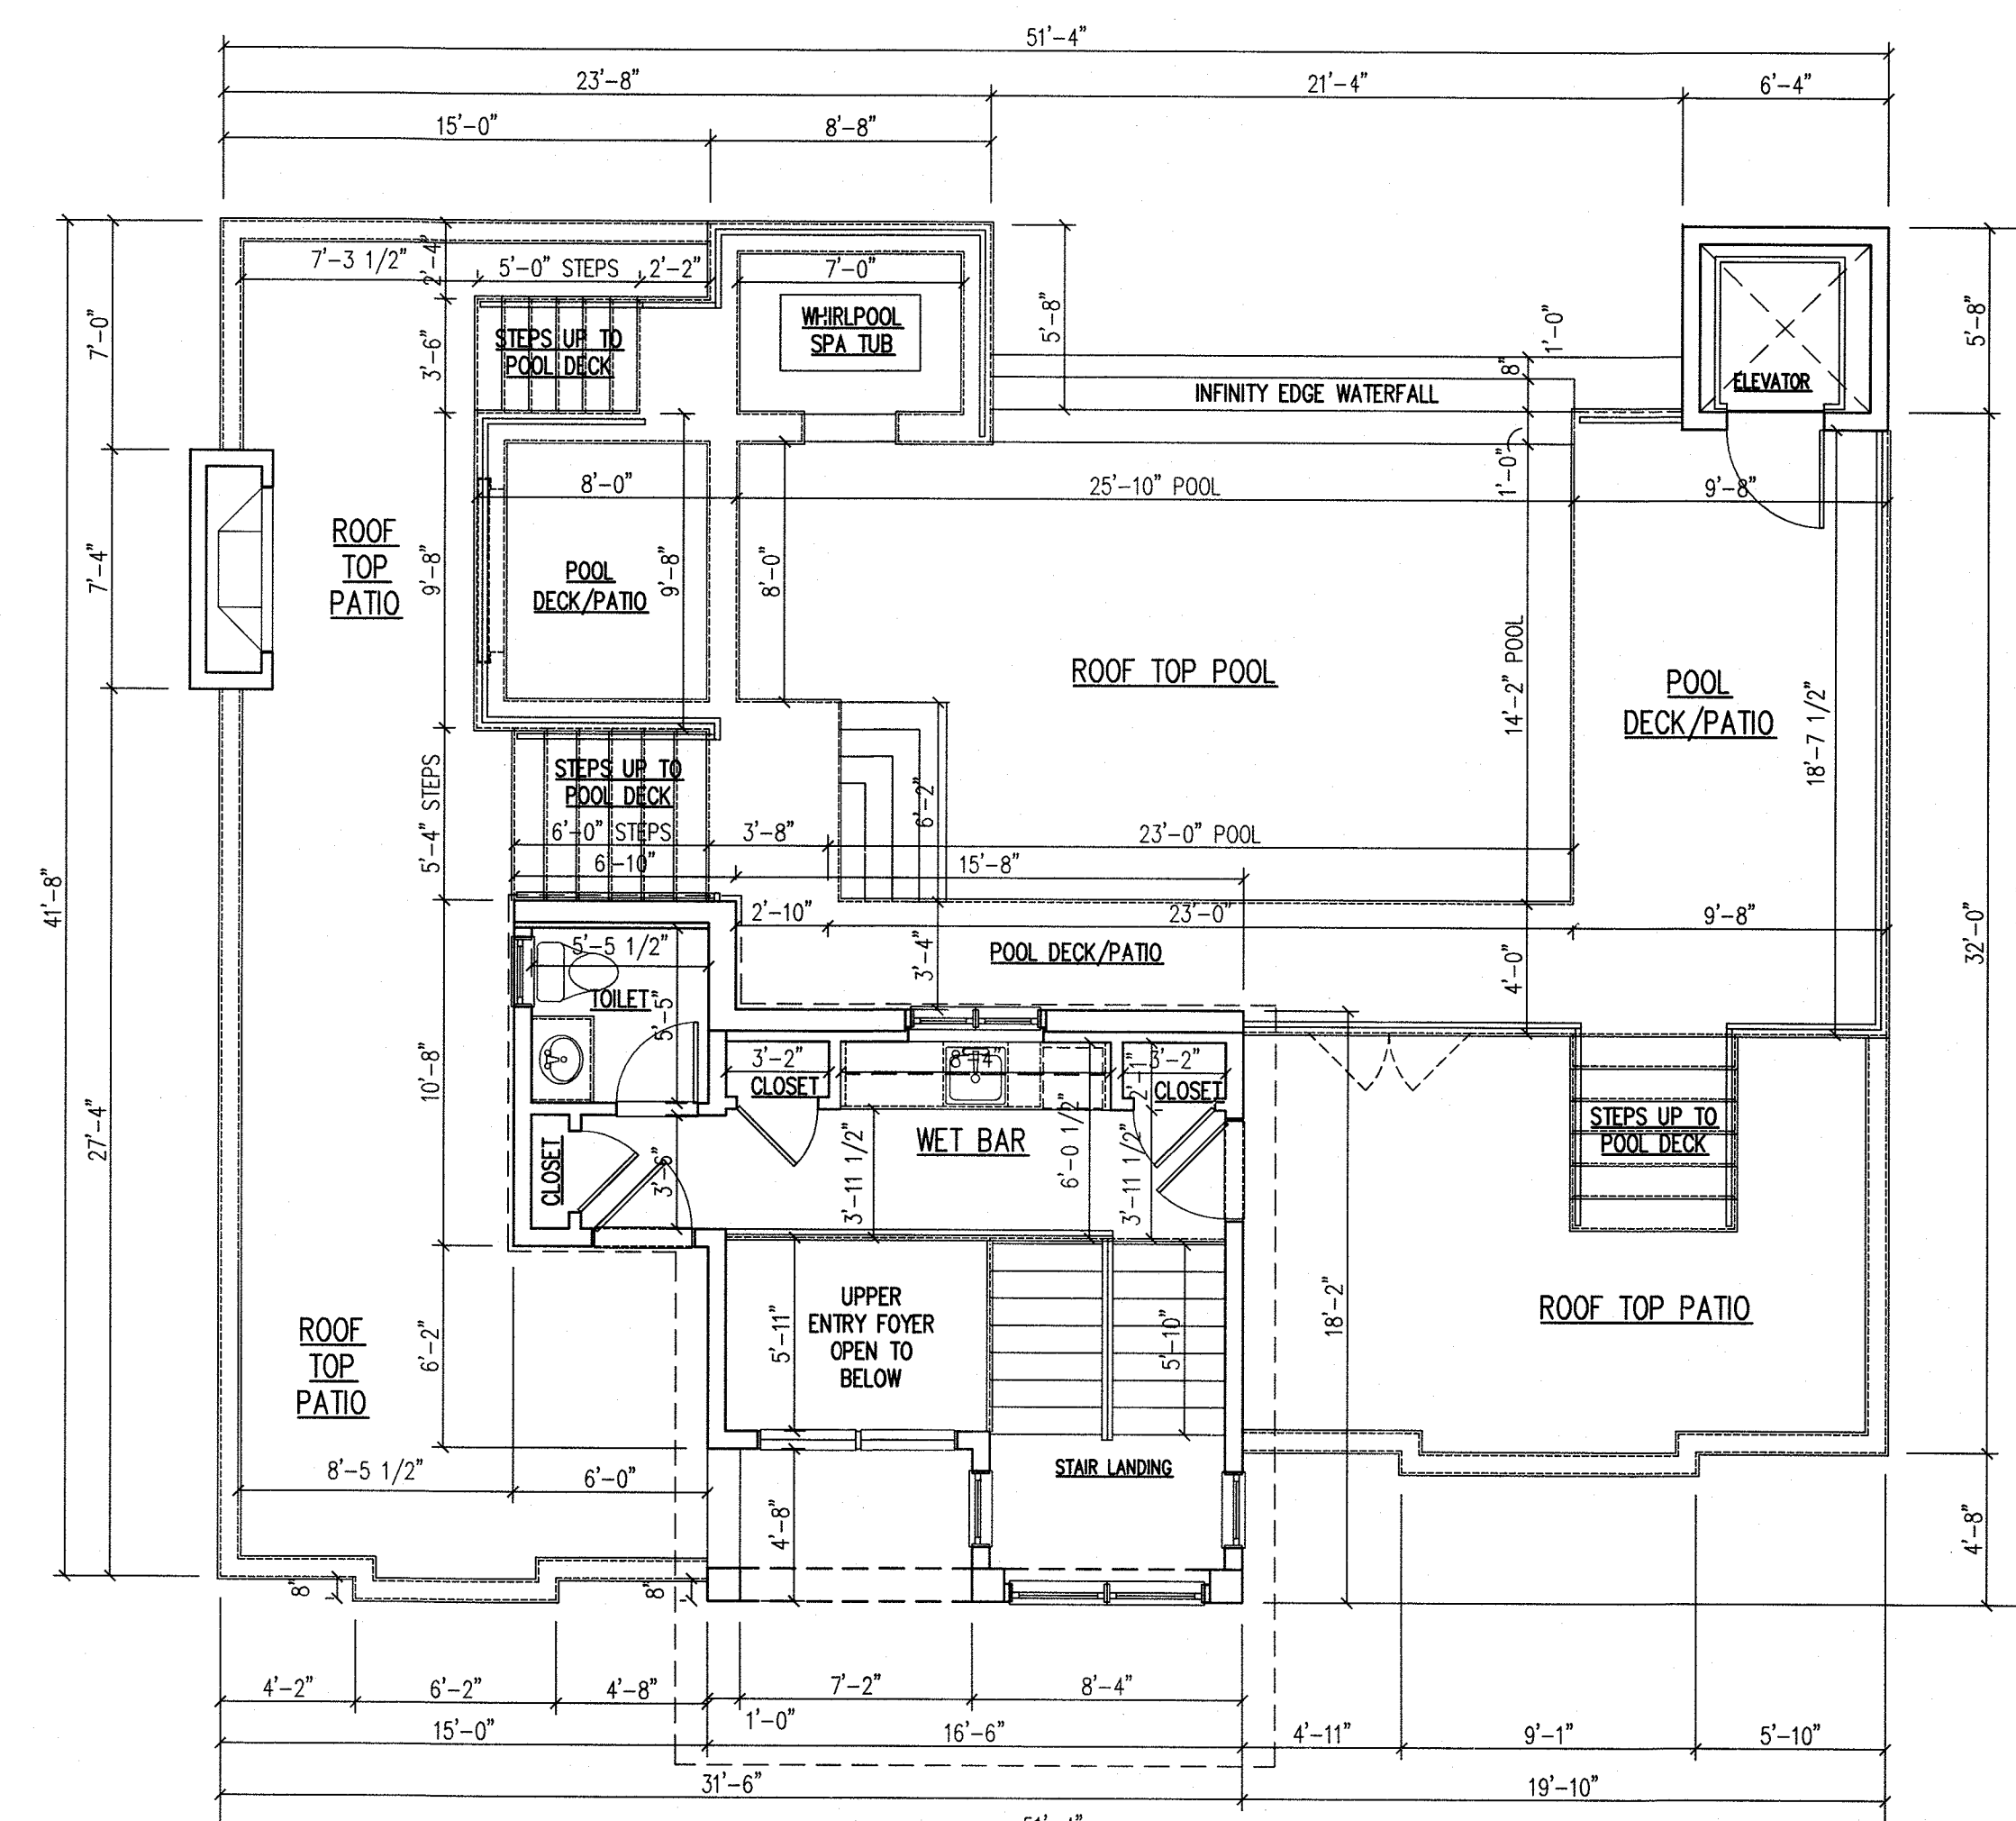 51'-4"
23'-8"
21'-4"
6'-4"
15'-0"
8'-8"
7'-3 1/2"
2'-4"
5'-0" STEPS
2'-2"
7'-0"
WHIRLPOOL
SPA TUB
5'-8"
1'-0"
8"
5'-8"
ELEVATOR
7'-0"
3'-6"
STEPS UP TO
POOL DECK
INFINITY EDGE WATERFALL
8'-0"
25'-10" POOL
1'-0"
9'-8"
ROOF
TOP
PATIO
7'-4"
9'-8"
POOL
DECK/PATIO
9'-8"
8'-0"
ROOF TOP POOL
14'-2" POOL
POOL
DECK/PATIO
18'-7 1/2"
STEPS UP TO
POOL DECK
5'-4" STEPS
6'-0" STEPS
3'-8"
6'-2"
23'-0" POOL
6'-10"
15'-8"
41'-8"
2'-10"
23'-0"
9'-8"
5'-5 1/2"
3'-4"
POOL DECK/PATIO
4'-0"
32'-0"
TOILET
5'-5"
10'-8"
3'-2"
CLOSET
8'-4"
2'-1"
3'-2"
CLOSET
27'-4"
CLOSET
3'-6"
3'-11 1/2"
WET BAR
6'-0 1/2"
3'-11 1/2"
STEPS UP TO
POOL DECK
UPPER
ENTRY FOYER
OPEN TO
BELOW
5'-11"
5'-10"
18'-2"
ROOF TOP PATIO
ROOF
TOP
PATIO
6'-2"
8'-5 1/2"
6'-0"
STAIR LANDING
4'-8"
4'-8"
8"
8"
4'-2"
6'-2"
4'-8"
1'-0"
7'-2"
8'-4"
15'-0"
16'-6"
4'-11"
9'-1"
5'-10"
31'-6"
19'-10"
51'-4"